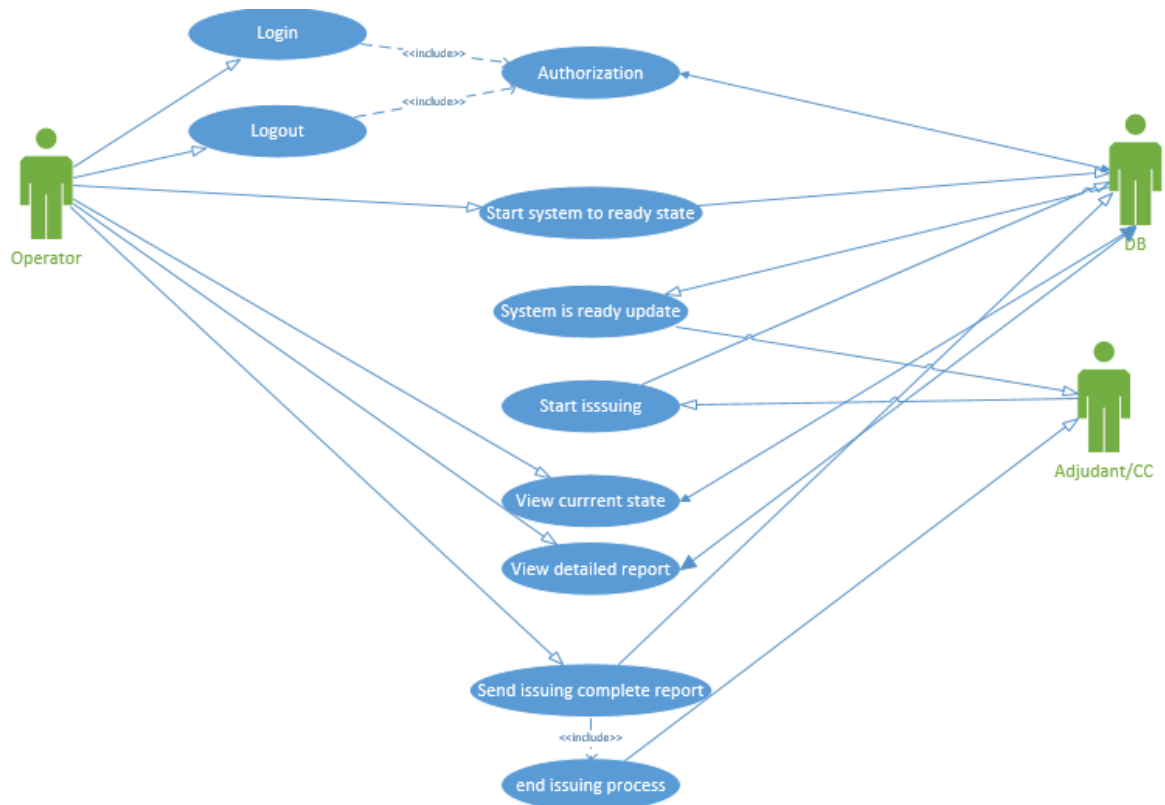 Login
<<include>>
Authorization
<<include>>
Logout
Operator
Start system to ready state
DB
System is ready update
Start isssuing
Adjudant/CC
View currrent state
View detailed report
Send issuing complete report
<<include>>
end issuing process